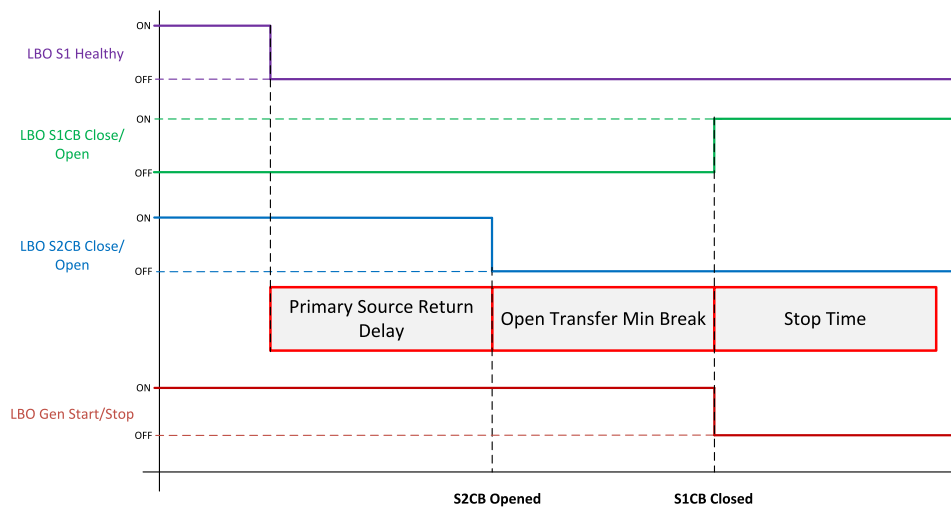 ON
LBO S1 Healthy
OFF
ON
LBO S1CB Close/
Open
OFF
ON
LBO S2CB Close/
Open
OFF
Primary Source Return
Delay
Open Transfer Min Break
Stop Time
ON
LBO Gen Start/Stop
OFF
S2CB Opened
S1CB Closed